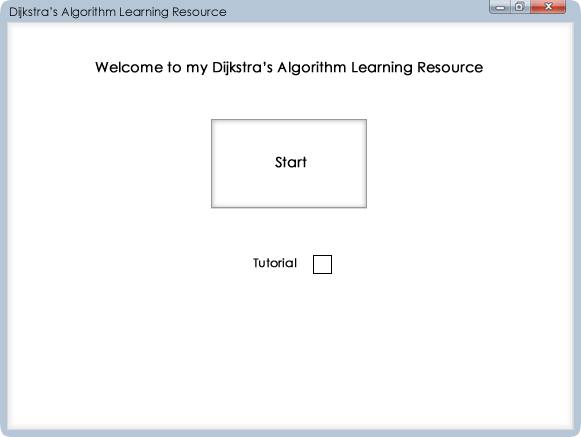 Dijkstra's Algorithm Learning Resource
Welcome to my Dijkstra's Algorithm Learning Resource
Start
Tutorial